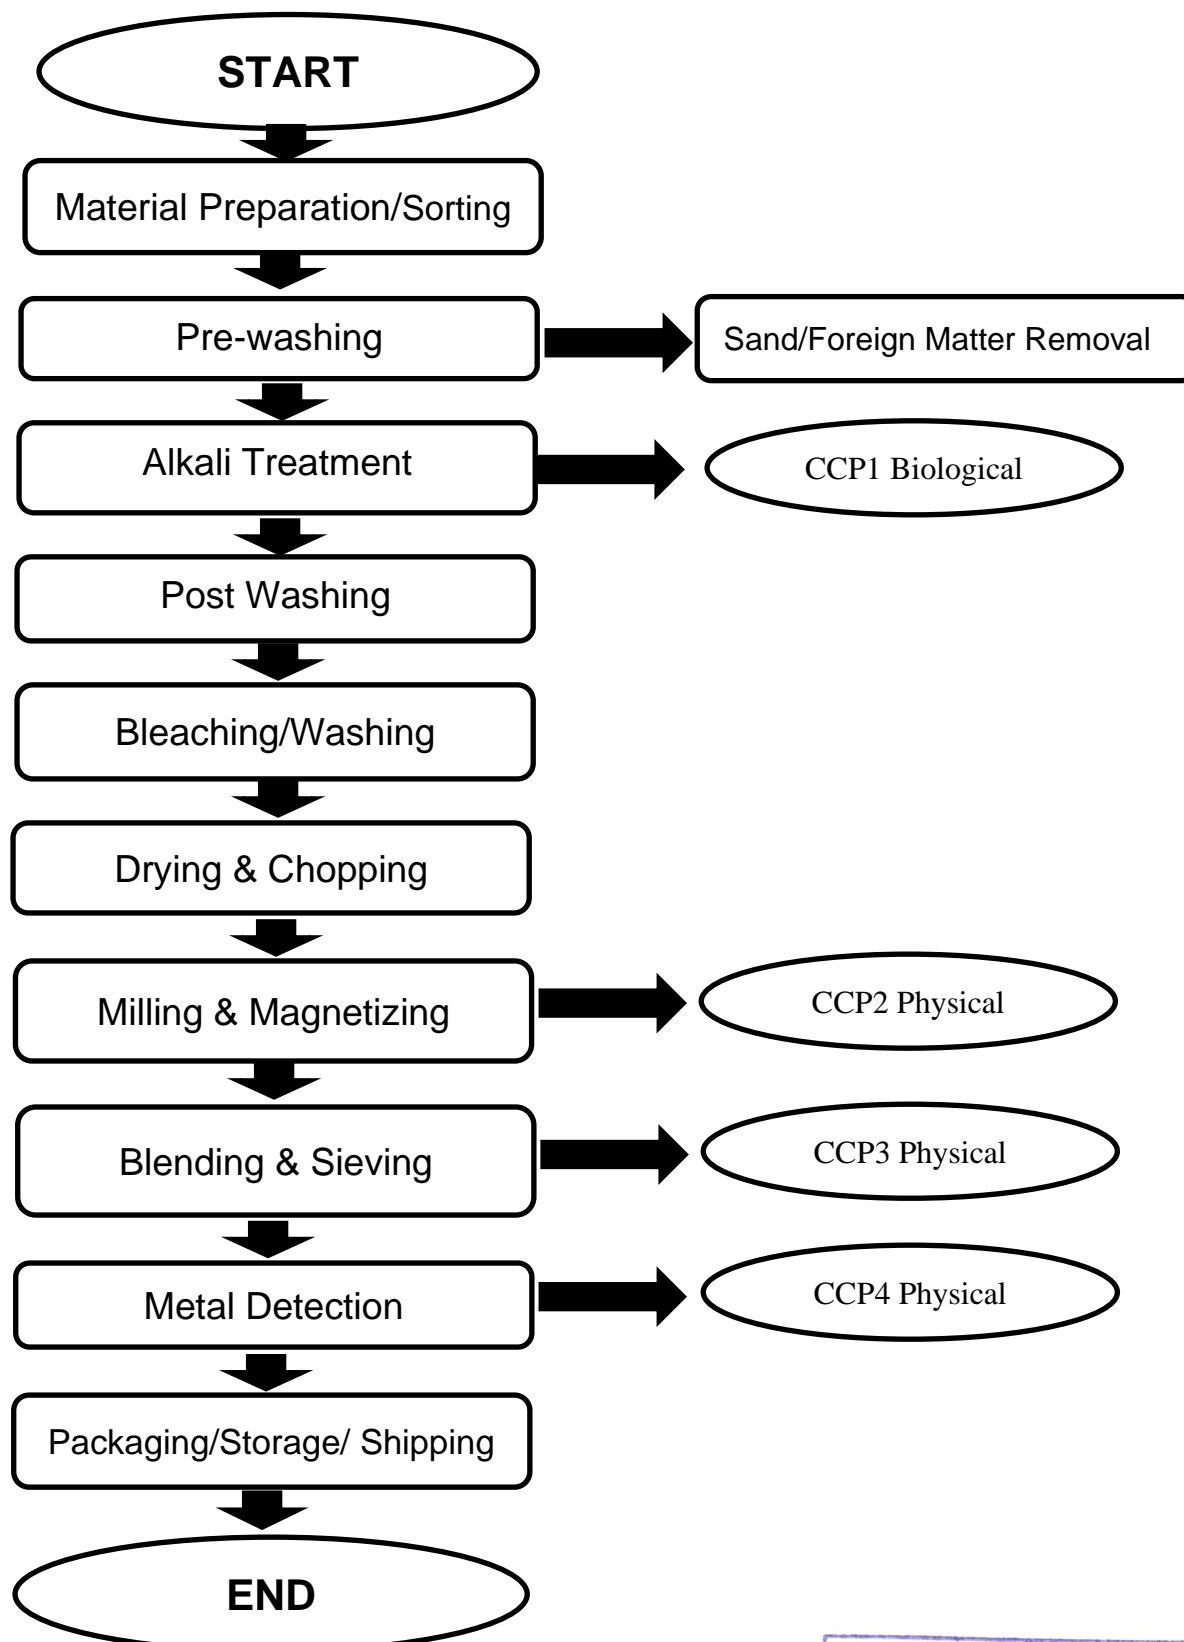 START
Material Preparation/Sorting
Pre-washing
Sand/Foreign Matter Removal
Alkali Treatment
CCP1 Biological
Post Washing
Bleaching/Washing
Drying & Chopping
Milling & Magnetizing
CCP2 Physical
Blending & Sieving
CCP3 Physical
Metal Detection
CCP4 Physical
Packaging/Storage/ Shipping
END